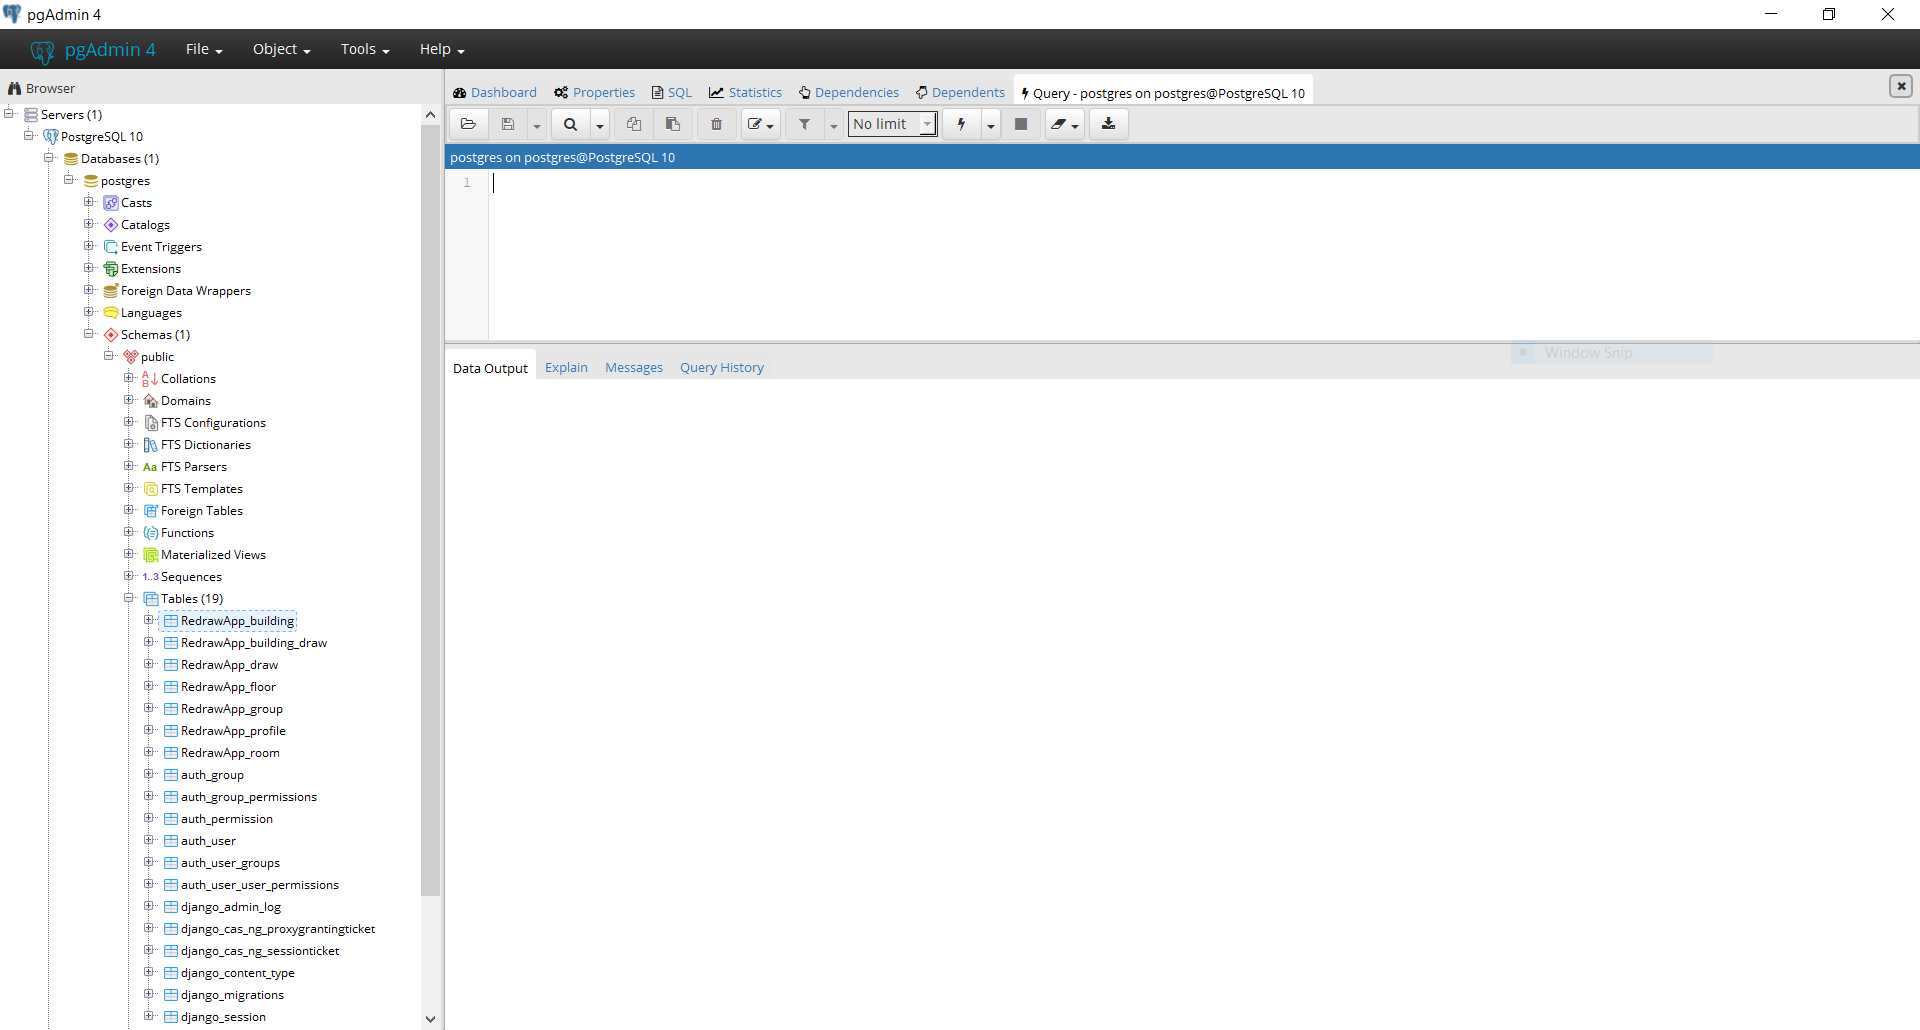 pgAdmin 4
pgAdmin 4 File Object Tools Help
Browser
Servers (1)
PostgreSQL 10
Databases (1)
postgres
Casts
Catalogs
Event Triggers
Extensions
Foreign Data Wrappers
Languages
Schemas (1)
public
Collations
Domains
FTS Configurations
FTS Dictionaries
Aa FTS Parsers
FTS Templates
Foreign Tables
Functions
Materialized Views
1..3 Sequences
Tables (19)
RedrawApp_building
RedrawApp_building_draw
RedrawApp_draw
RedrawApp_floor
RedrawApp_group
RedrawApp_profile
RedrawApp_room
auth_group
auth_group_permissions
auth_permission
auth_user
auth_user_groups
auth_user_user_permissions
django_admin_log
django_cas_ng_proxygrantingticket
django_cas_ng_sessionticket
django_content_type
django_migrations
django_session
Dashboard Properties SQL Statistics Dependencies Dependents Query - postgres on postgres@PostgreSQL 10
No limit
postgres on postgres@PostgreSQL 10
1
Window Snip
Data Output Explain Messages Query History